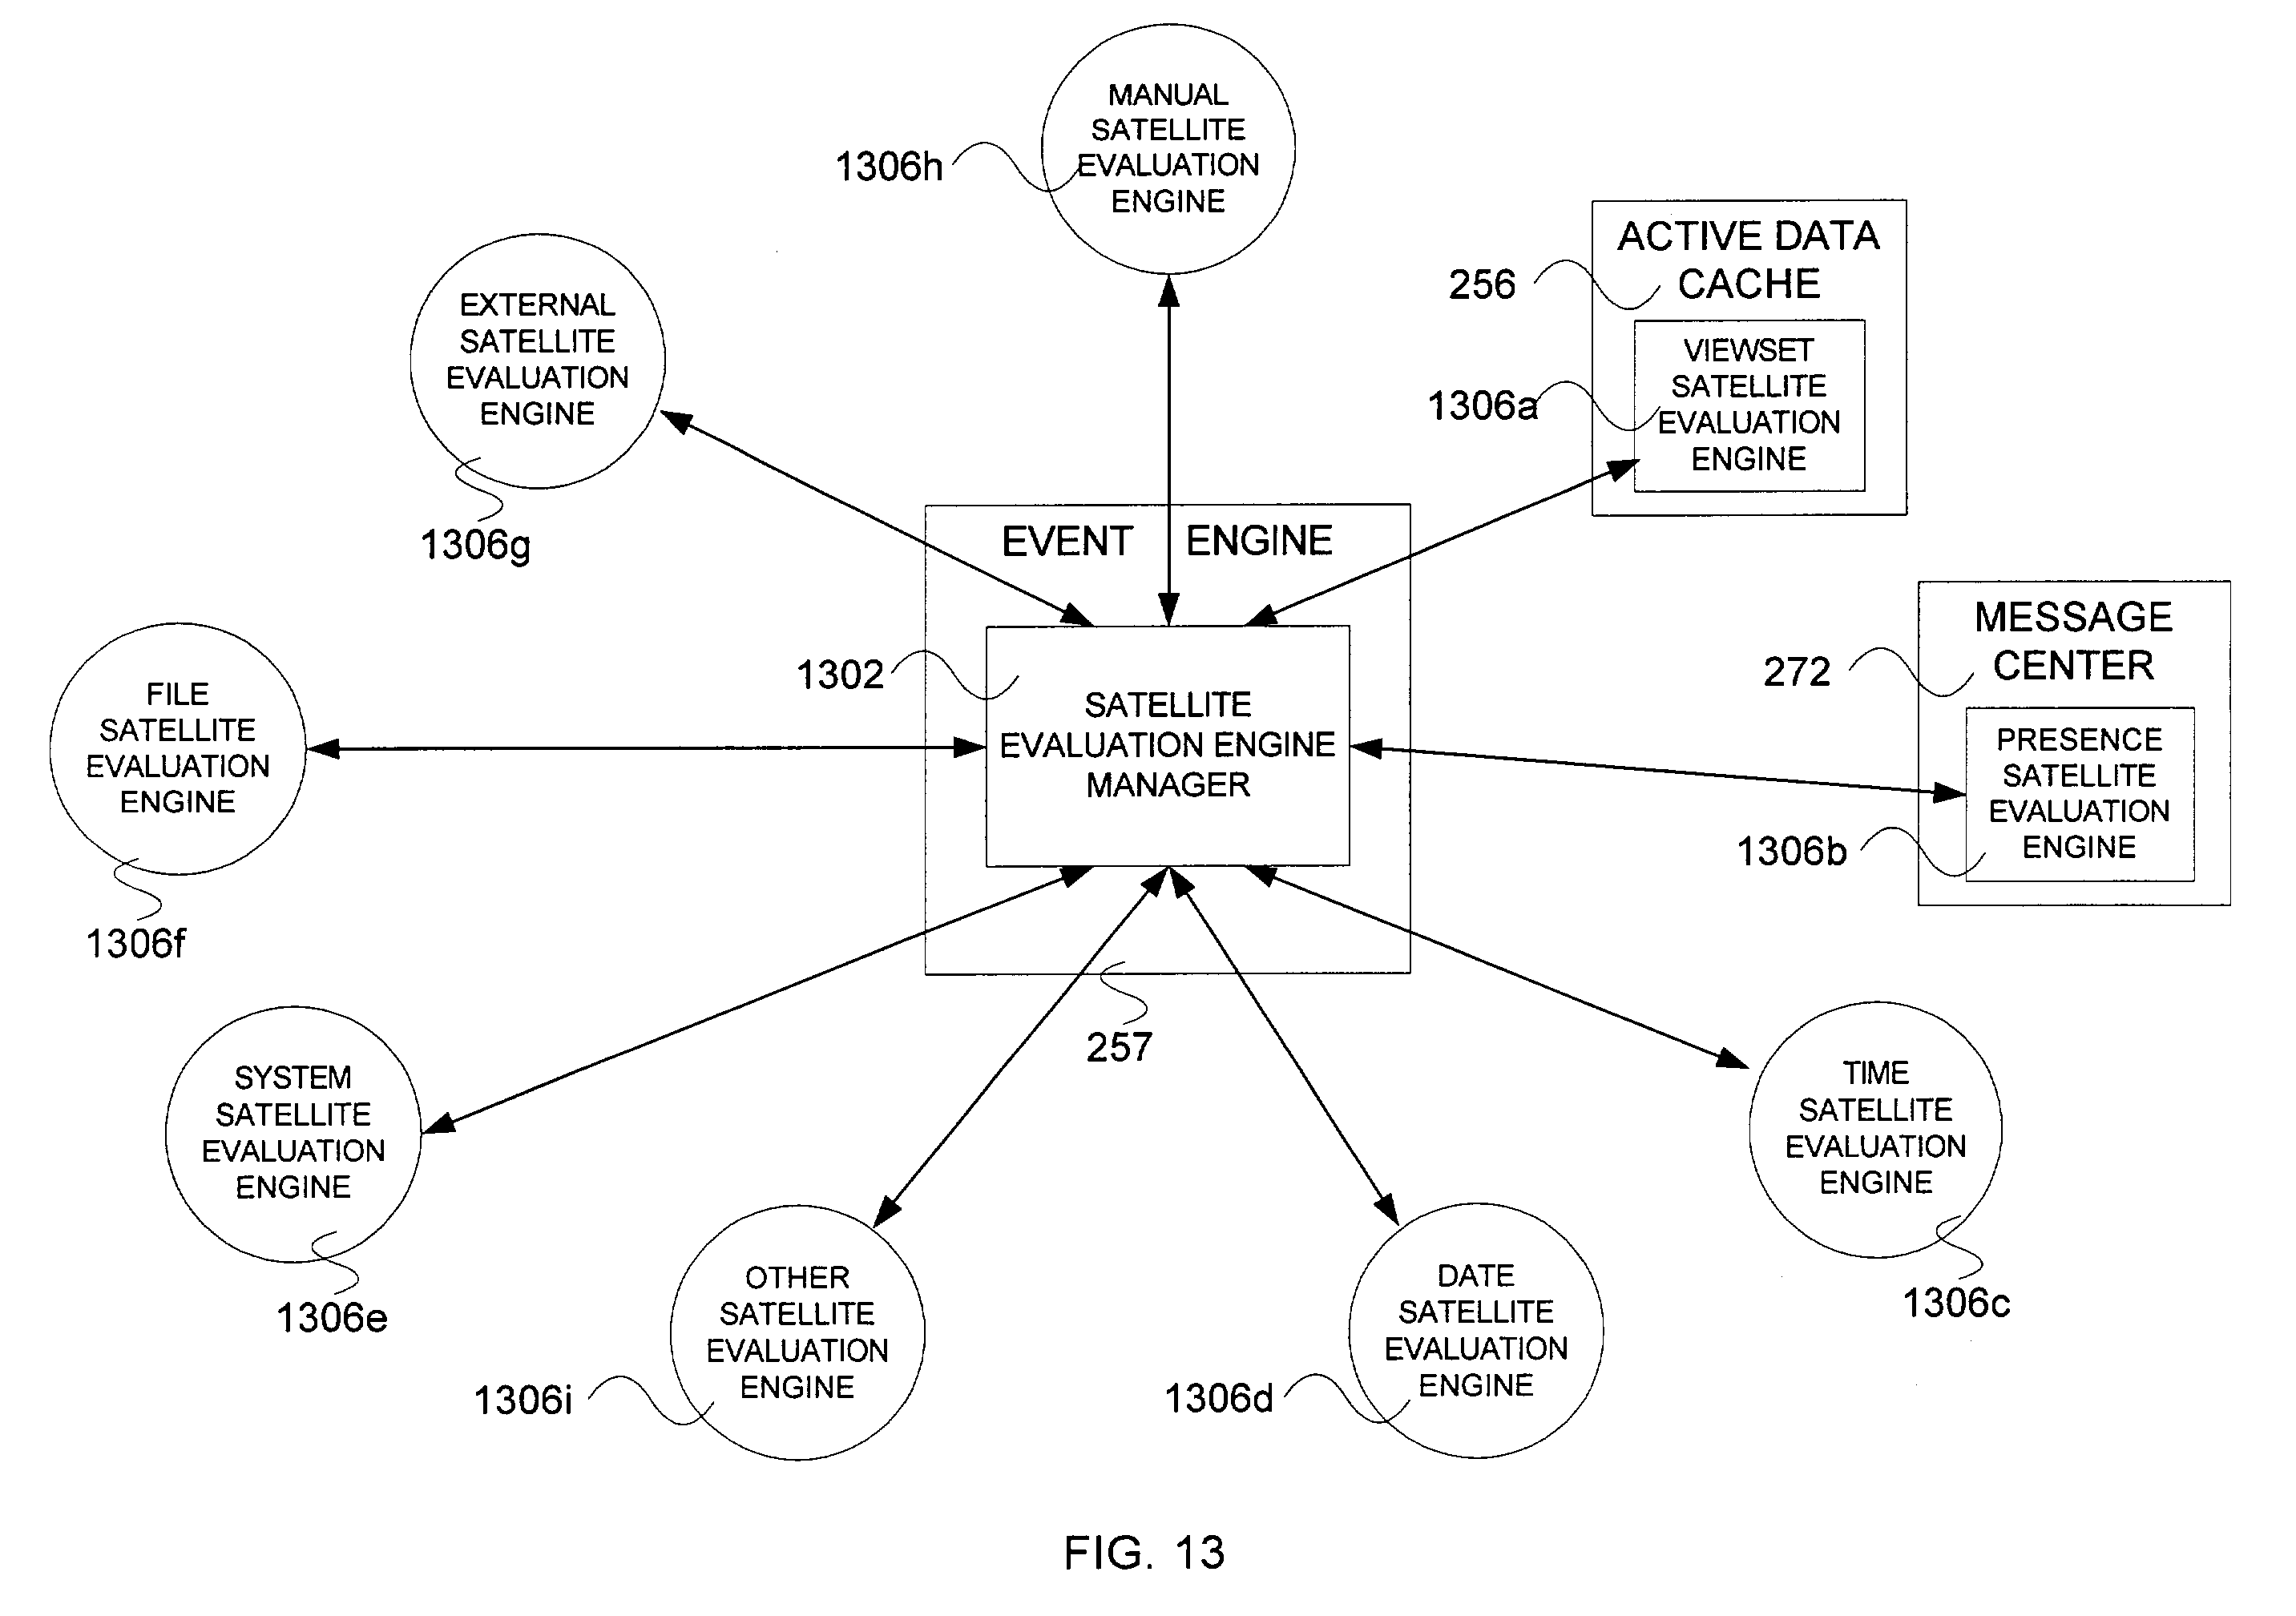 MANUAL
SATELLITE
EVALUATION
ENGINE
1306h
ACTIVE DATA
CACHE
256
VIEWSET
SATELLITE
EVALUATION
ENGINE
1306a
EXTERNAL
SATELLITE
EVALUATION
ENGINE
1306g
EVENT ENGINE
MESSAGE
CENTER
272
PRESENCE
SATELLITE
EVALUATION
ENGINE
1306b
1302
SATELLITE
EVALUATION ENGINE
MANAGER
FILE
SATELLITE
EVALUATION
ENGINE
1306f
257
SYSTEM
SATELLITE
EVALUATION
ENGINE
1306e
TIME
SATELLITE
EVALUATION
ENGINE
1306c
OTHER
SATELLITE
EVALUATION
ENGINE
1306i
DATE
SATELLITE
EVALUATION
ENGINE
1306d
FIG. 13